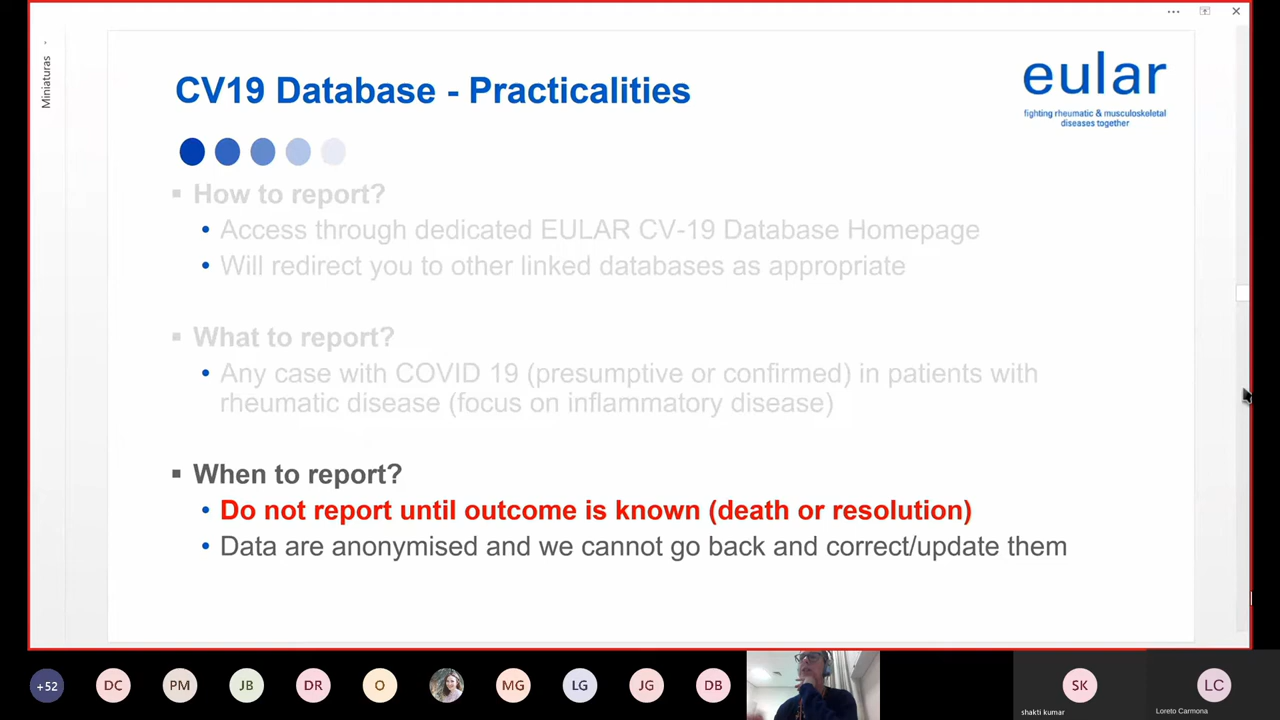 Miniaturas
CV19 Database - Practicalities
eular
fighting rheumatic & musculoskeletal
diseases together
How to report?
Access through dedicated EULAR CV-19 Database Homepage
Will redirect you to other linked databases as appropriate
What to report?
Any case with COVID 19 (presumptive or confirmed) in patients with
rheumatic disease (focus on inflammatory disease)
When to report?
Do not report until outcome is known (death or resolution)
Data are anonymised and we cannot go back and correct/update them
+52
DC
PM
JB
DR
O
MG
LG
JG
DB
SK
LC
shakti kumar
Loreto Carmona